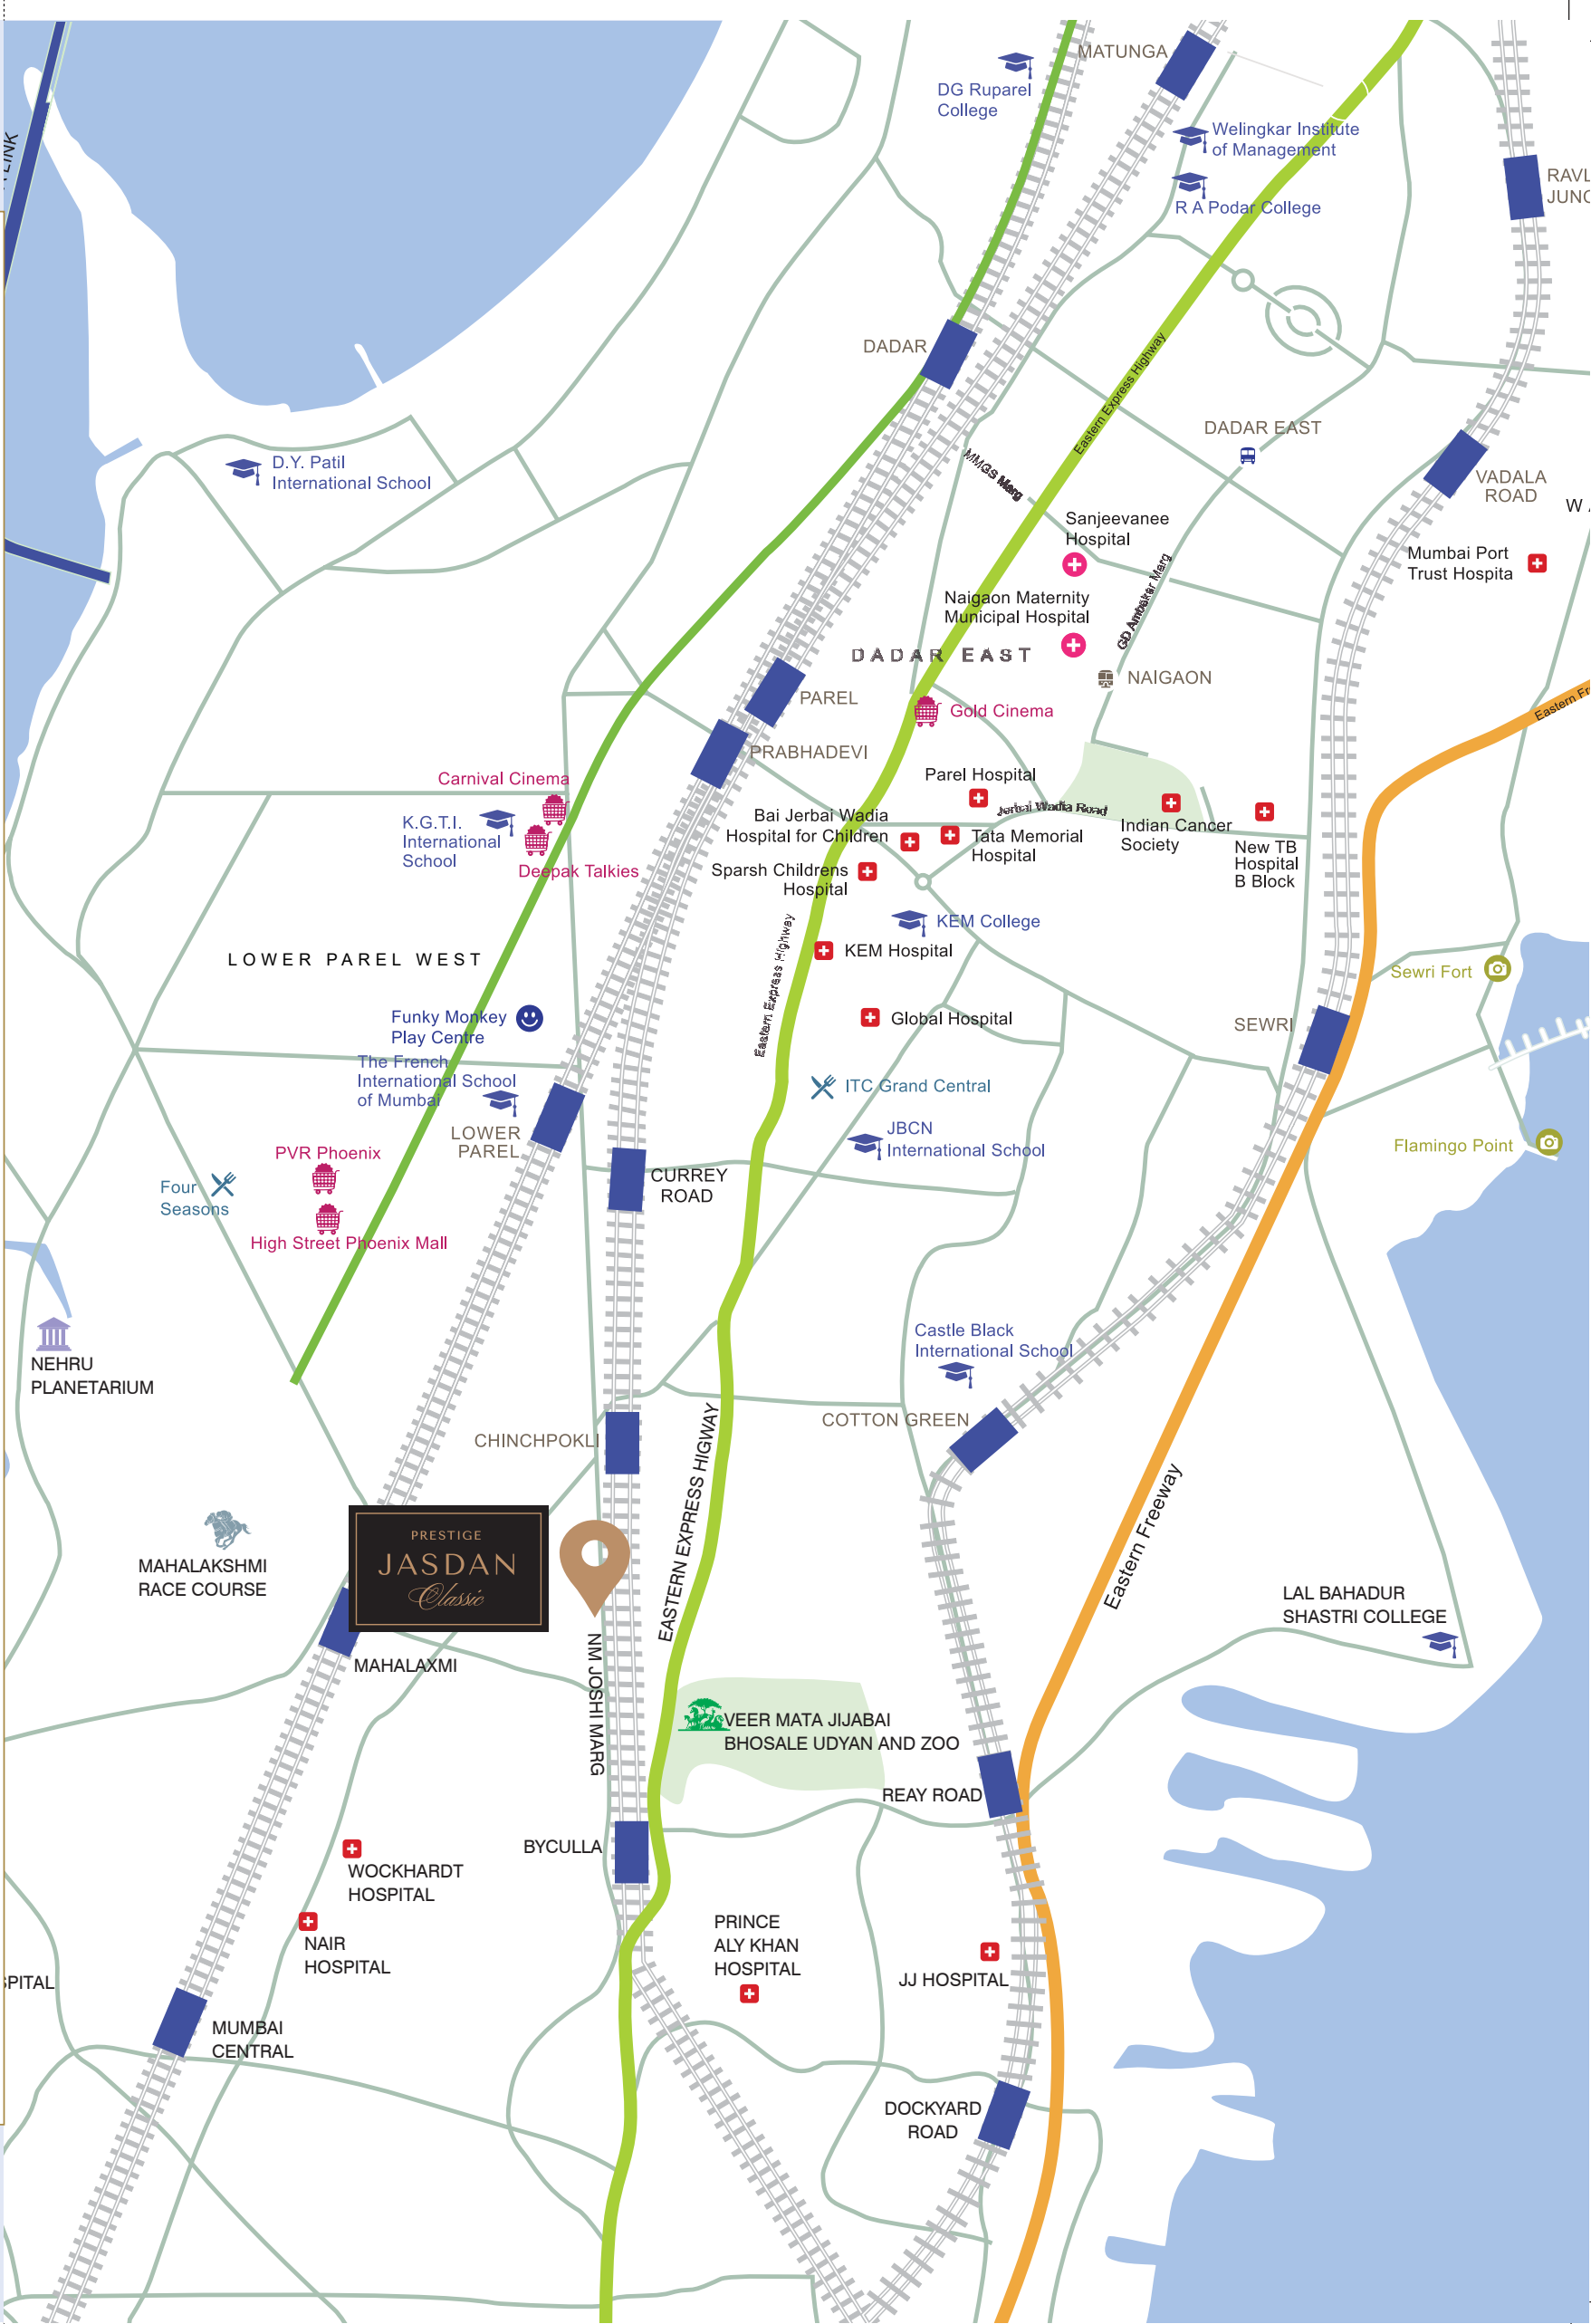 MATUNGA
DG Ruparel
College
LINK
Welingkar Institute
of Management
RAVL
JUNC
R A Podar College
DADAR
Eastern Express Highway
DADAR EAST
D.Y. Patil
International School
MMGS Marg
VADALA
ROAD
W
Sanjeevanee
Hospital
Mumbai Port
Trust Hospita
GD Ambekar Marg
Naigaon Maternity
Municipal Hospital
DADAR EAST
NAIGAON
PAREL
Eastern Fr
Gold Cinema
PRABHADEVI
Carnival Cinema
Parel Hospital
Jerbai Wadia Road
K.G.T.I.
International
School
Bai Jerbai Wadia
Hospital for Children
Tata Memorial
Hospital
Indian Cancer
Society
New TB
Hospital
B Block
Deepak Talkies
Sparsh Childrens
Hospital
KEM College
Eastern Express Highway
KEM Hospital
LOWER PAREL WEST
Sewri Fort
Funky Monkey
Play Centre
Global Hospital
SEWRI
The French
International School
of Mumbai
ITC Grand Central
LOWER
PAREL
JBCN
International School
Flamingo Point
PVR Phoenix
CURREY
ROAD
Four
Seasons
High Street Phoenix Mall
NEHRU
PLANETARIUM
Castle Black
International School
COTTON GREEN
CHINCHPOKLI
EASTERN EXPRESS HIGWAY
Eastern Freeway
PRESTIGE
JASDAN
Classic
MAHALAKSHMI
RACE COURSE
LAL BAHADUR
SHASTRI COLLEGE
MAHALAXMI
NM JOSHI MARG
VEER MATA JIJABAI
BHOSALE UDYAN AND ZOO
REAY ROAD
BYCULLA
WOCKHARDT
HOSPITAL
NAIR
HOSPITAL
PRINCE
ALY KHAN
HOSPITAL
JJ HOSPITAL
SPITAL
MUMBAI
CENTRAL
DOCKYARD
ROAD